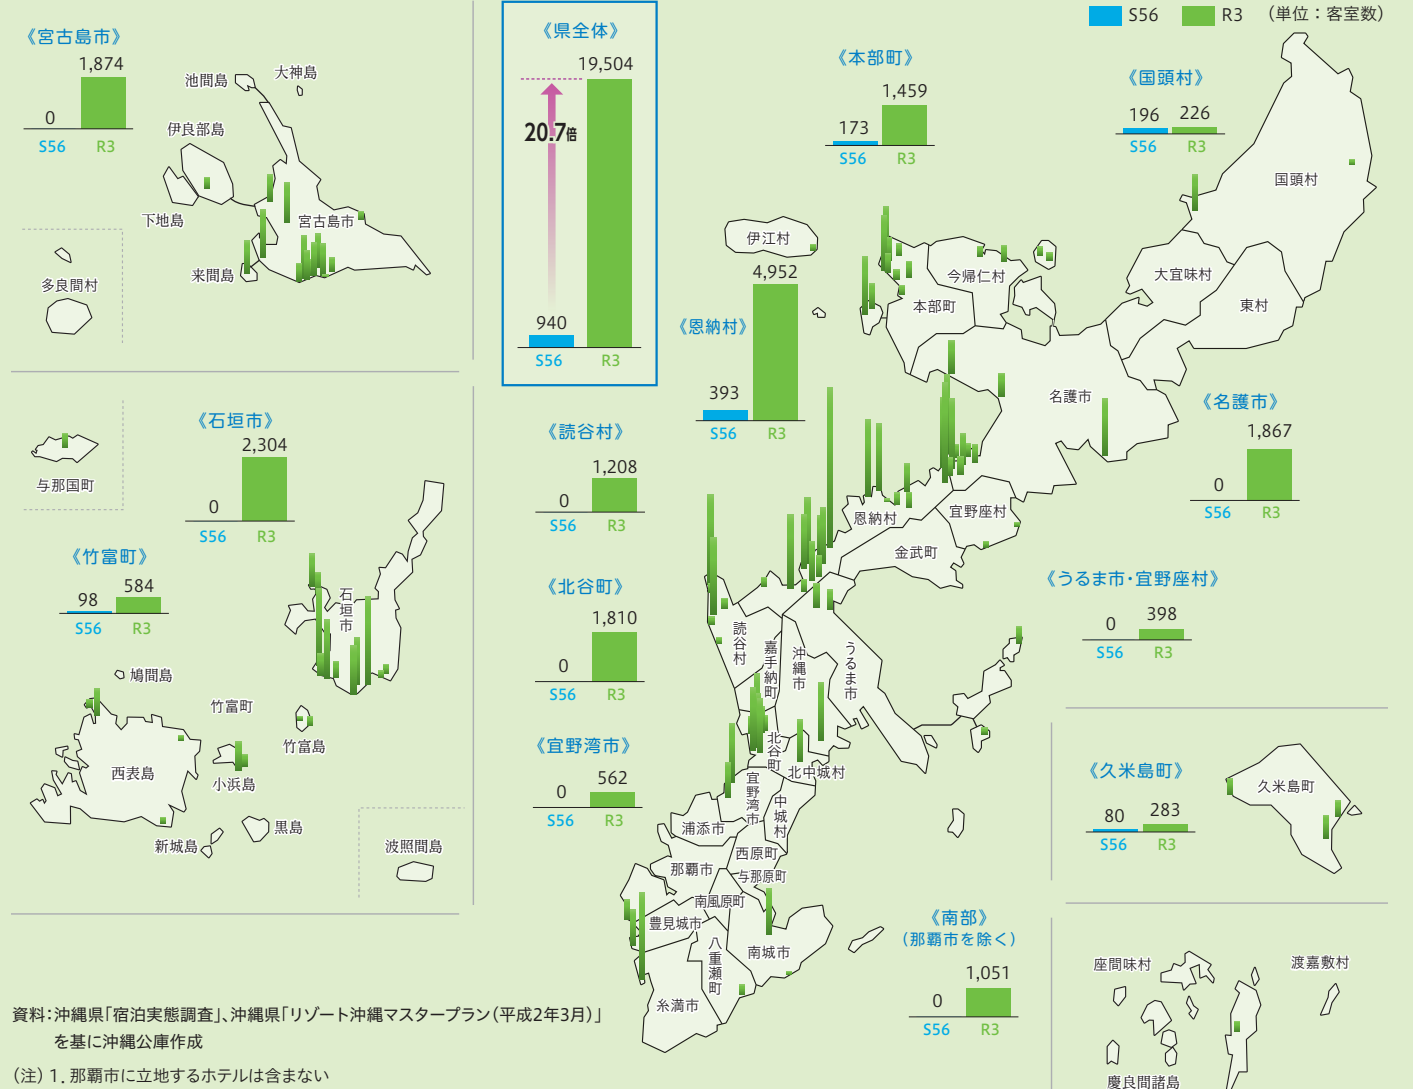 S56 R3 (単位：客室数)
《宮古島市》
1,874
0
S56 R3
池間島
大神島
伊良部島
下地島
宮古島市
来間島
多良間村
《県全体》
19,504
20.7倍
940
S56 R3
《本部町》
1,459
173
S56 R3
《国頭村》
196 226
S56 R3
国頭村
大宜味村
東村
伊江村
今帰仁村
本部町
名護市
《恩納村》
4,952
393
S56 R3
《名護市》
1,867
0
S56 R3
与那国町
《石垣市》
2,304
0
S56 R3
《竹富町》
98 584
S56 R3
石垣市
鳩間島
竹富町
竹富島
西表島
小浜島
新城島
黒島
波照間島
《読谷村》
1,208
0
S56 R3
《北谷町》
1,810
0
S56 R3
《宜野湾市》
562
0
S56 R3
恩納村
宜野座村
金武町
読谷村
嘉手納町
沖縄市
うるま市
北谷町
北中城村
宜野湾市
中城村
浦添市
西原町
那覇市
与那原町
南風原町
豊見城市
八重瀬町
南城市
糸満市
《うるま市・宜野座村》
0 398
S56 R3
《久米島町》
80 283
S56 R3
久米島町
《南部》
（那覇市を除く）
1,051
0
S56 R3
座間味村
渡嘉敷村
慶良間諸島
資料：沖縄県「宿泊実態調査」、沖縄県「リゾート沖縄マスタープラン（平成2年3月）」
を基に沖縄公庫作成
（注）１．那覇市に立地するホテルは含まない